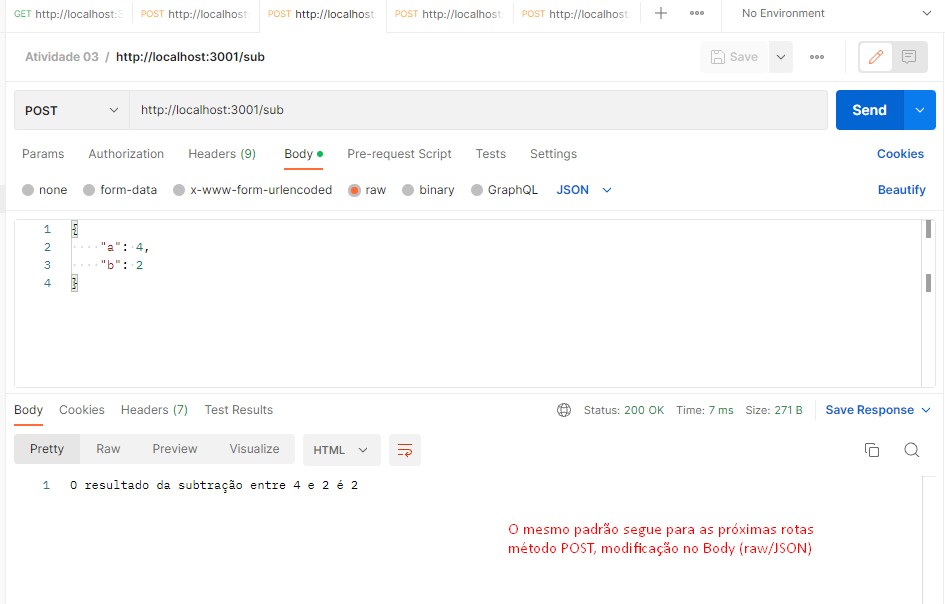 GET http://localhost:3
POST http://localhost:
POST http://localhost
POST http://localhost
POST http://localhost:
No Environment
Atividade 03 / http://localhost:3001/sub
Save
POST
http://localhost:3001/sub
Send
Params
Authorization
Headers (9)
Body
Pre-request Script
Tests
Settings
Cookies
none
form-data
x-www-form-urlencoded
raw
binary
GraphQL
JSON
Beautify
1 {
2 "a": 4,
3 "b": 2
4 }
Body
Cookies
Headers (7)
Test Results
Status: 200 OK
Time: 7 ms
Size: 271 B
Save Response
Pretty
Raw
Preview
Visualize
HTML
1 O resultado da subtração entre 4 e 2 é 2
O mesmo padrão segue para as próximas rotas
método POST, modificação no Body (raw/JSON)